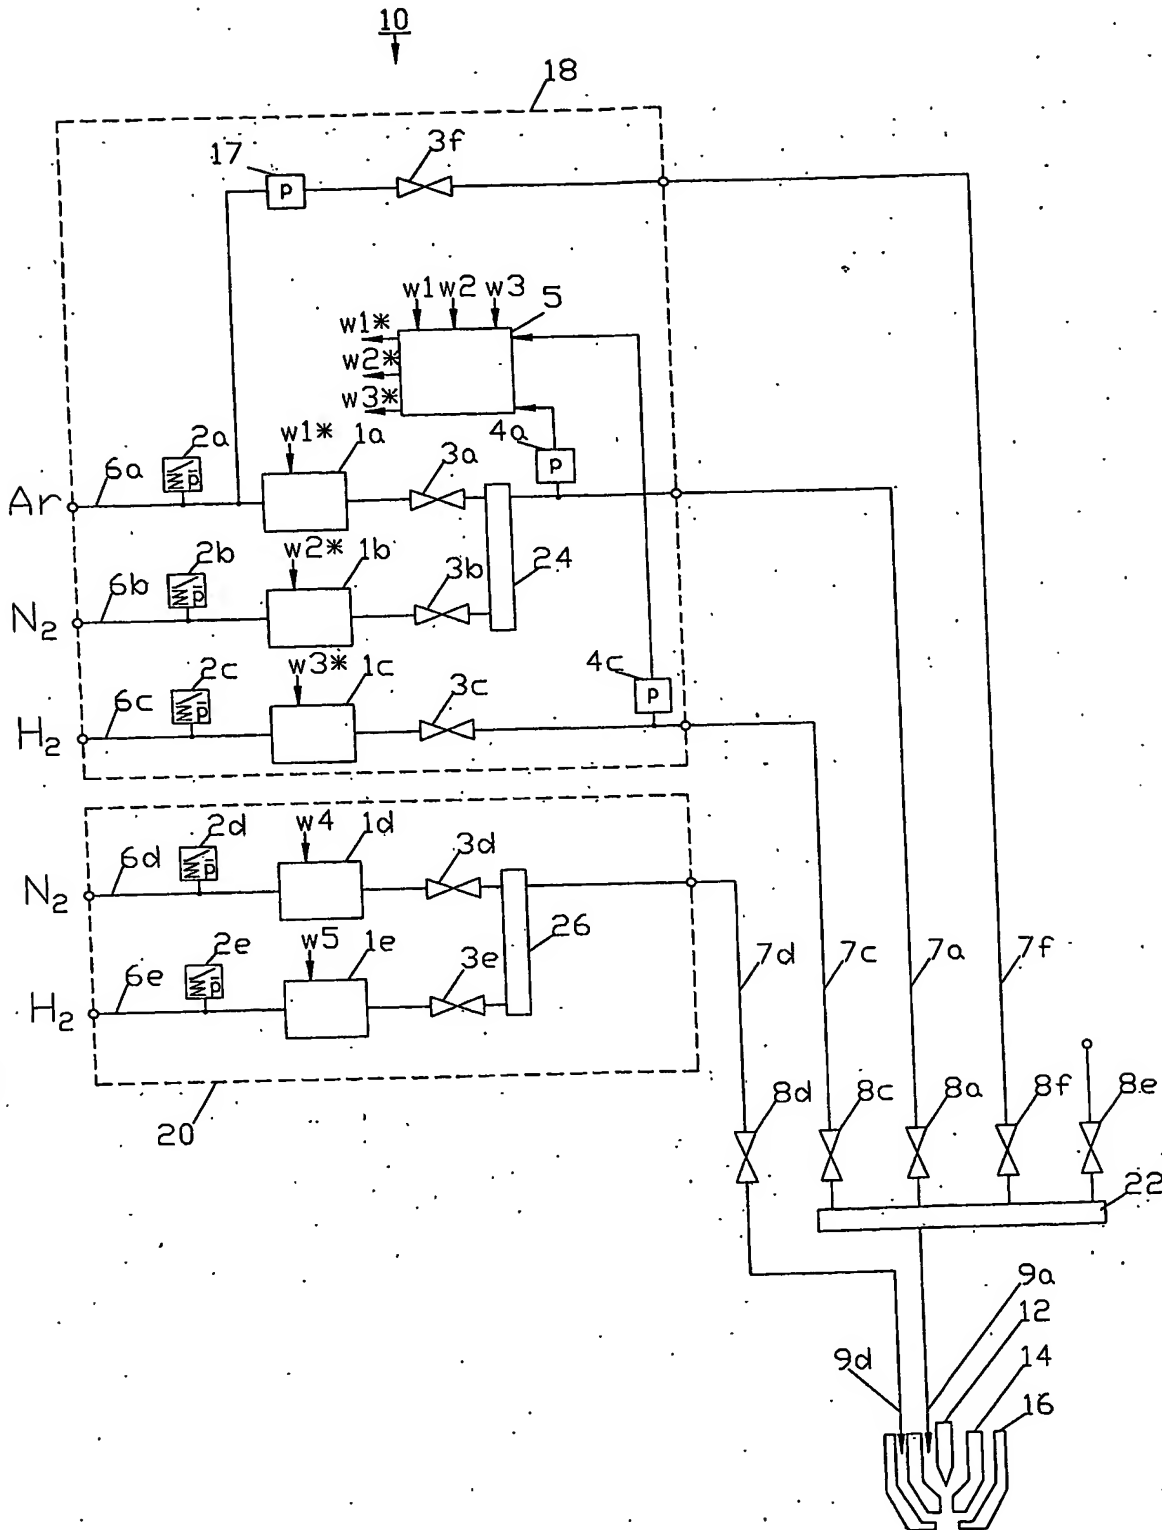 10
18
17
3f
p
w1 w2 w3
5
w1*
w2*
w3*
4a
p
w1*
1a
2a
6a
3a
p
Ar
w2*
1b
2b
6b
3b
24
p
N2
w3*
1c
2c
6c
3c
4c
p
p
H2
w4
1d
2d
6d
3d
p
N2
26
w5
1e
2e
6e
3e
p
H2
7d
7c
7a
7f
20
8d
8c
8a
8f
8e
22
9a
12
9d
14
16